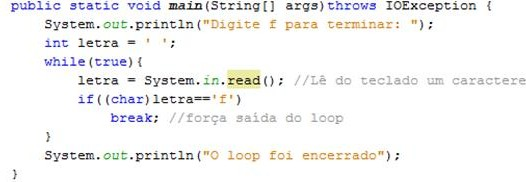 public static void main(String[] args)throws IOException {
    System.out.println("Digite f para terminar: ");
    int letra = ' ';
    while(true){
        letra = System.in.read(); //Lê do teclado um caractere
        if((char)letra=='f')
            break; //força saída do loop
    }
    System.out.println("O loop foi encerrado");
}